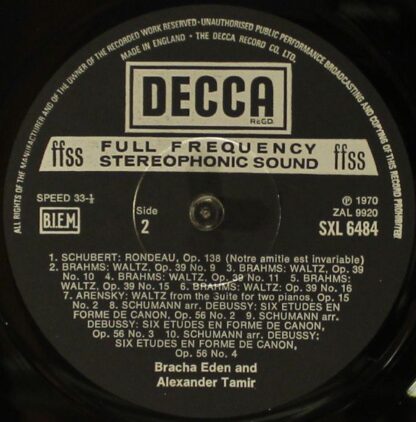 ALL RIGHTS OF THE MANUFACTURER AND OF THE OWNER OF THE RECORDED WORK RESERVED·UNAUTHORISED PUBLIC PERFORMANCE BROADCASTING AND COPYING OF THIS RECORD PROHIBITED
MADE IN ENGLAND · THE DECCA RECORD CO. LTD.
DECCA
REGD.
ffss FULL FREQUENCY ffss
STEREOPHONIC SOUND
SPEED 33-⅓
℗ 1970
ZAL 9920
B.I.E.M.
Side
2
SXL 6484
1. SCHUBERT: RONDEAU, Op. 138 (Notre amitie est invariable)
2. BRAHMS: WALTZ, Op. 39 No. 9 3. BRAHMS: WALTZ, Op. 39
No. 10 4. BRAHMS: WALTZ, Op. 39 No. 11 5. BRAHMS:
WALTZ, Op. 39 No. 15 6. BRAHMS: WALTZ, Op. 39 No. 16
7. ARENSKY: WALTZ from the Suite for two pianos, Op. 15
No. 2 8. SCHUMANN arr. DEBUSSY: SIX ETUDES EN
FORME DE CANON, Op. 56 No. 2 9. SCHUMANN arr.
DEBUSSY: SIX ETUDES EN FORME DE CANON,
Op. 56 No. 3 10. SCHUMANN arr. DEBUSSY:
SIX ETUDES EN FORME DE CANON,
Op. 56 No. 4
Bracha Eden and
Alexander Tamir